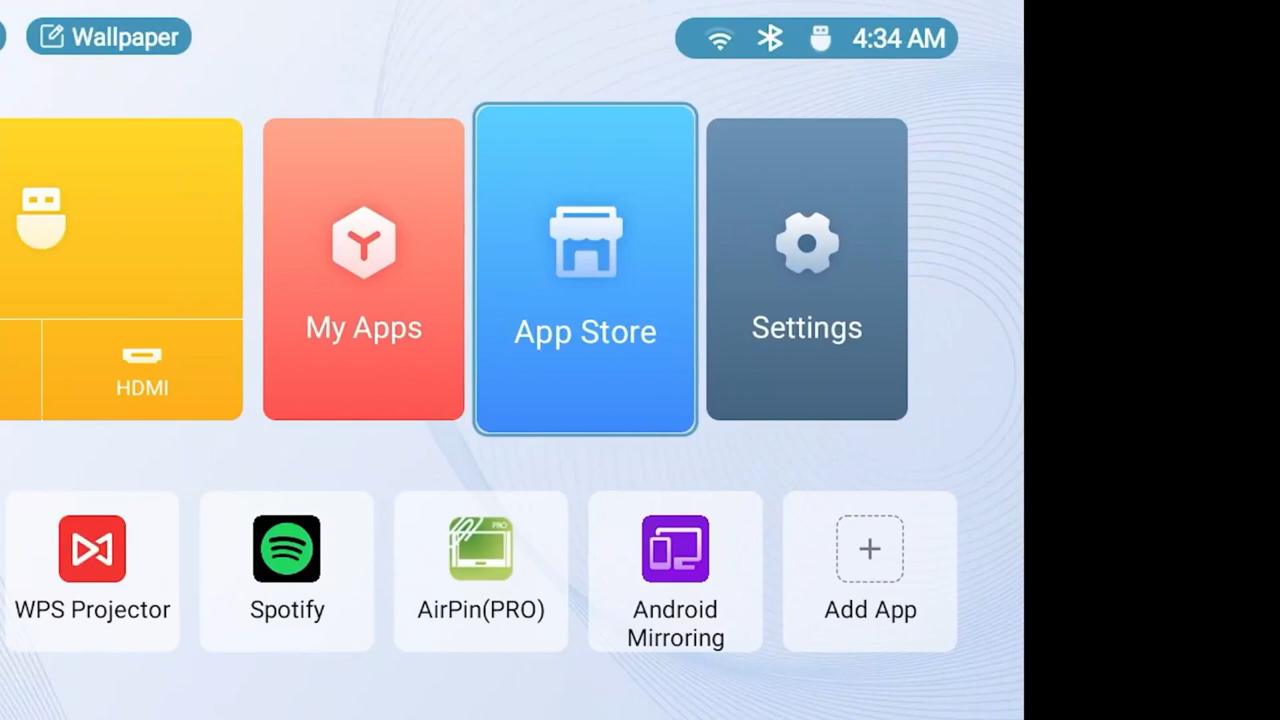 Wallpaper
4:34 AM
HDMI
My Apps
App Store
Settings
WPS Projector
Spotify
PRO
AirPin(PRO)
Android
Mirroring
Add App